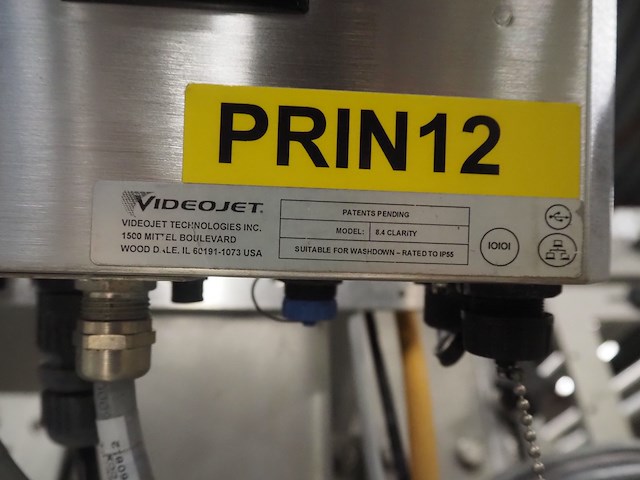 PRIN12
VIDEOJET.
VIDEOJET TECHNOLOGIES INC.
1500 MITTEL BOULEVARD
WOOD DALE, IL 60191-1073 USA
PATENTS PENDING
MODEL: 8.4 CLARITY
SUITABLE FOR WASHDOWN – RATED TO IP55
IOIOI